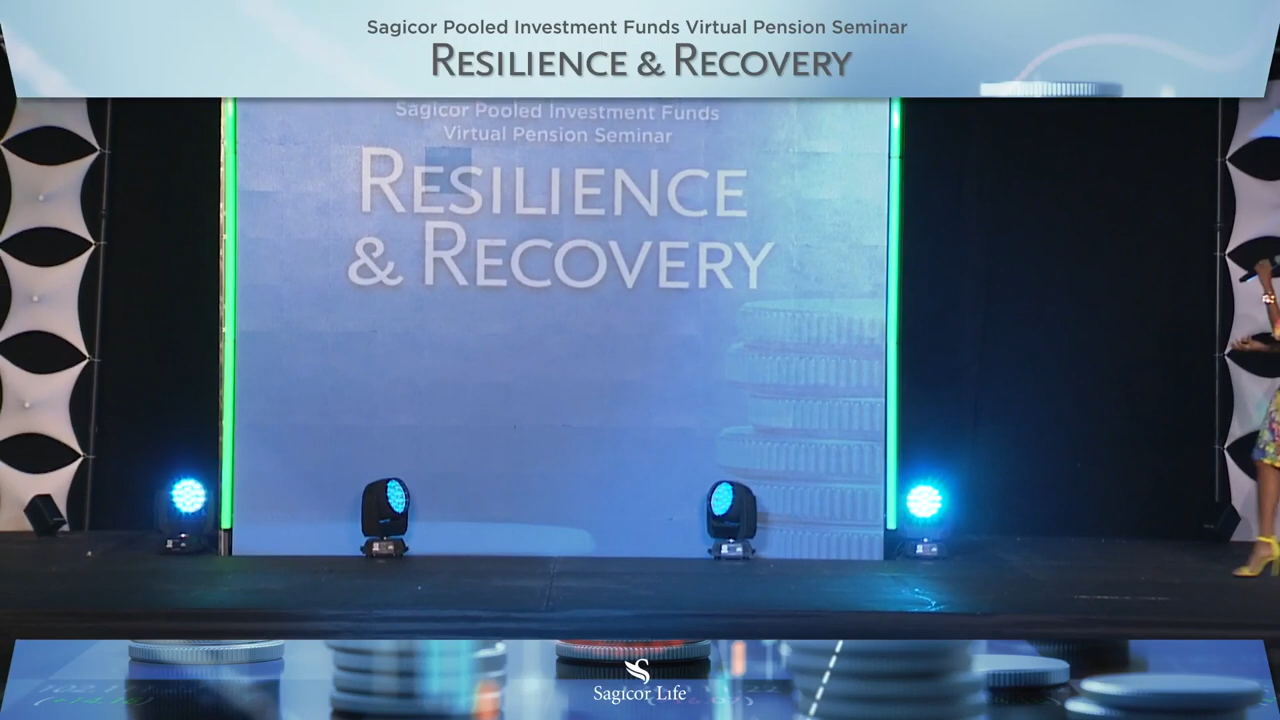 Sagicor Pooled Investment Funds Virtual Pension Seminar
RESILIENCE & RECOVERY
Sagicor Pooled Investment Funds
Virtual Pension Seminar
RESILIENCE
& RECOVERY
Sagicor Life